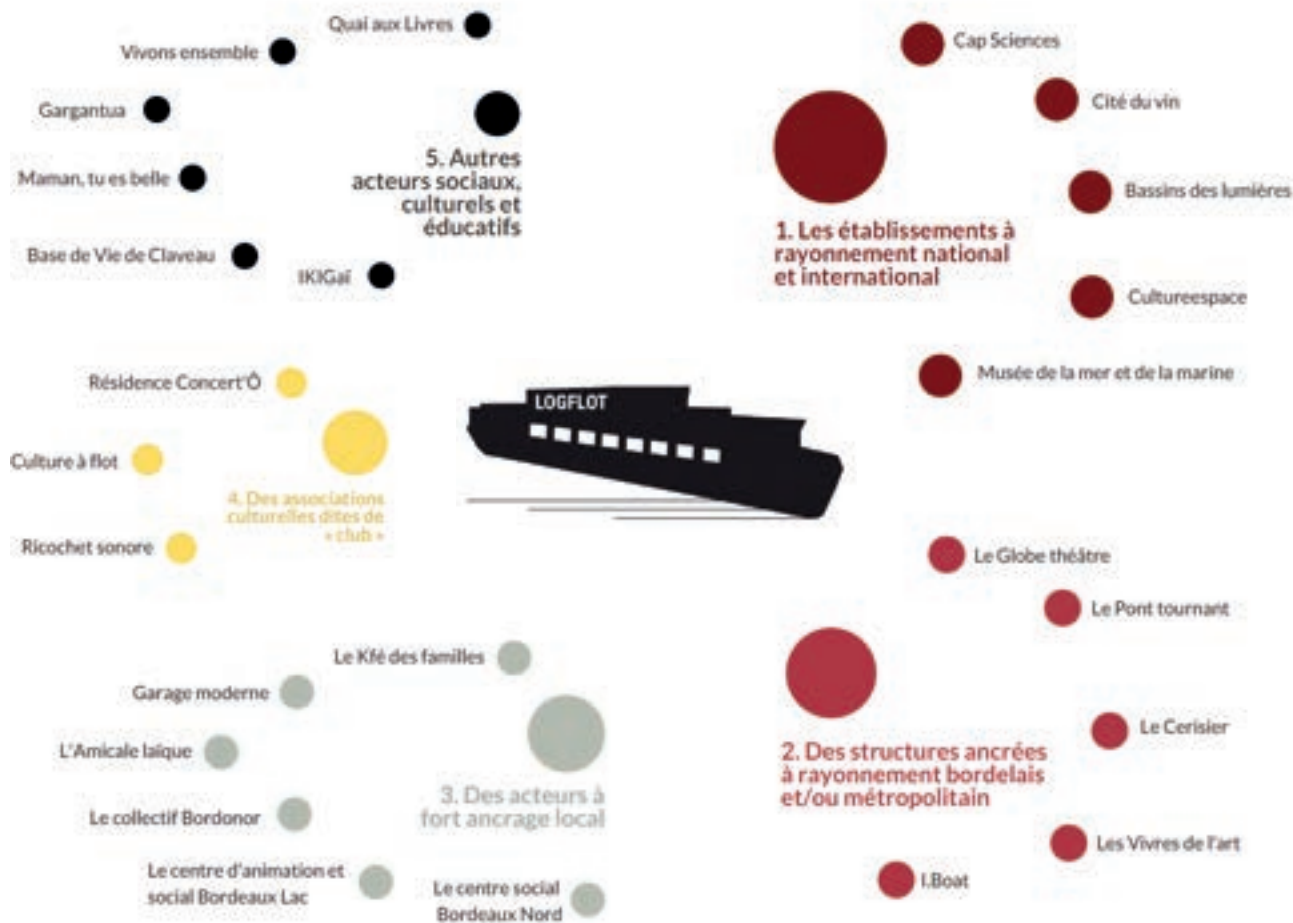 Quai aux Livres
Vivons ensemble
Gargantua
Maman, tu es belle
Base de Vie de Claveau
IKIGaï
5. Autres
acteurs sociaux,
culturels et
éducatifs
Cap Sciences
Cité du vin
Bassins des lumières
Cultureespace
Musée de la mer et de la marine
1. Les établissements à
rayonnement national
et international
Résidence Concert'Ô
Culture à flot
Ricochet sonore
4. Des associations
culturelles dites de
« club »
LOGFLOT
Le Globe théâtre
Le Pont tournant
Le Cerisier
Les Vivres de l'art
I.Boat
2. Des structures ancrées
à rayonnement bordelais
et/ou métropolitain
Le Kfé des familles
Garage moderne
L'Amicale laïque
Le collectif Bordonor
Le centre d'animation et
social Bordeaux Lac
Le centre social
Bordeaux Nord
3. Des acteurs à
fort ancrage local